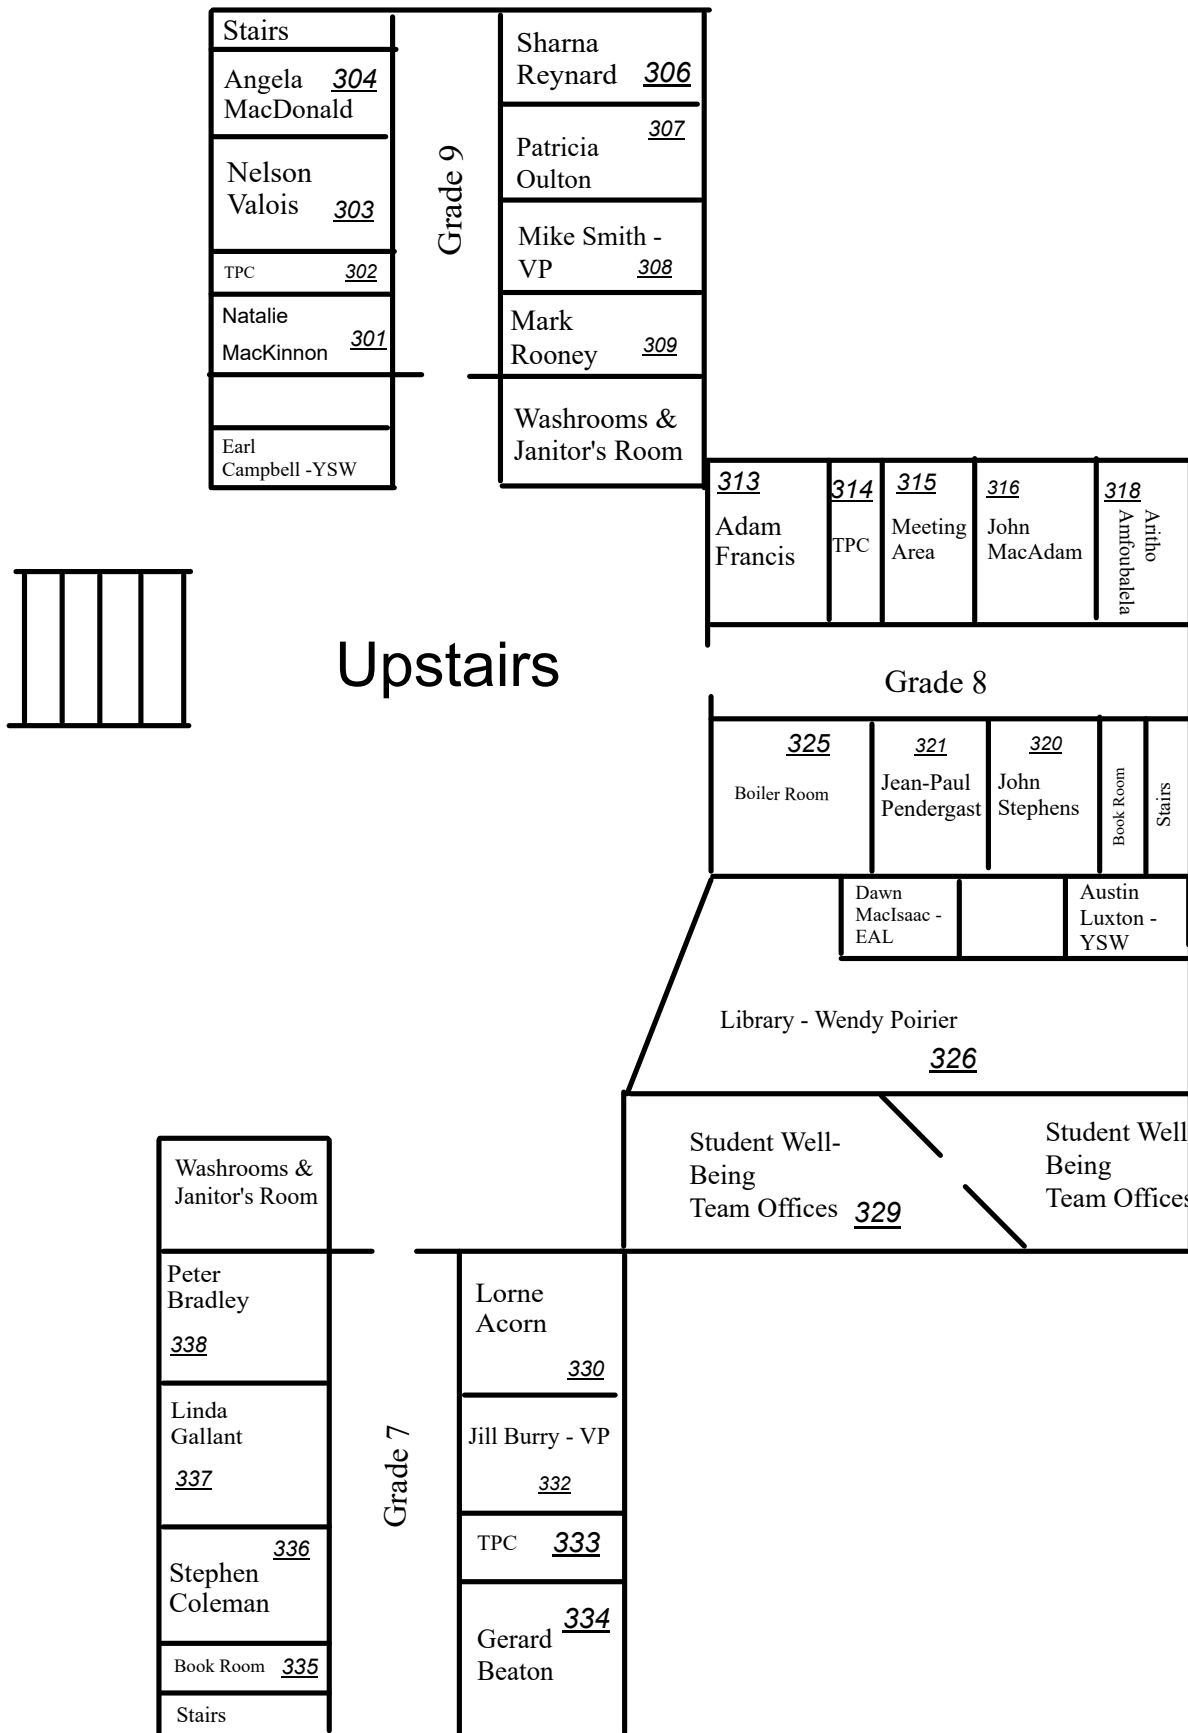 Stairs
Angela 304
MacDonald
Nelson
Valois 303
TPC 302
Natalie
MacKinnon 301
Earl
Campbell -YSW
Grade 9
Sharna
Reynard 306
307
Patricia
Oulton
Mike Smith -
VP 308
Mark
Rooney 309
Washrooms &
Janitor's Room
313
Adam
Francis
314
TPC
315
Meeting
Area
316
John
MacAdam
318
Aritho
Amfoubalela
Upstairs
Grade 8
325
Boiler Room
321
Jean-Paul
Pendergast
320
John
Stephens
Book Room
Stairs
Dawn
MacIsaac -
EAL
Austin
Luxton -
YSW
Library - Wendy Poirier
326
Student Well-
Being
Team Offices 329
Student Well
Being
Team Offices
Washrooms &
Janitor's Room
Peter
Bradley
338
Linda
Gallant
337
336
Stephen
Coleman
Book Room 335
Stairs
Grade 7
Lorne
Acorn
330
Jill Burry - VP
332
TPC 333
334
Gerard
Beaton